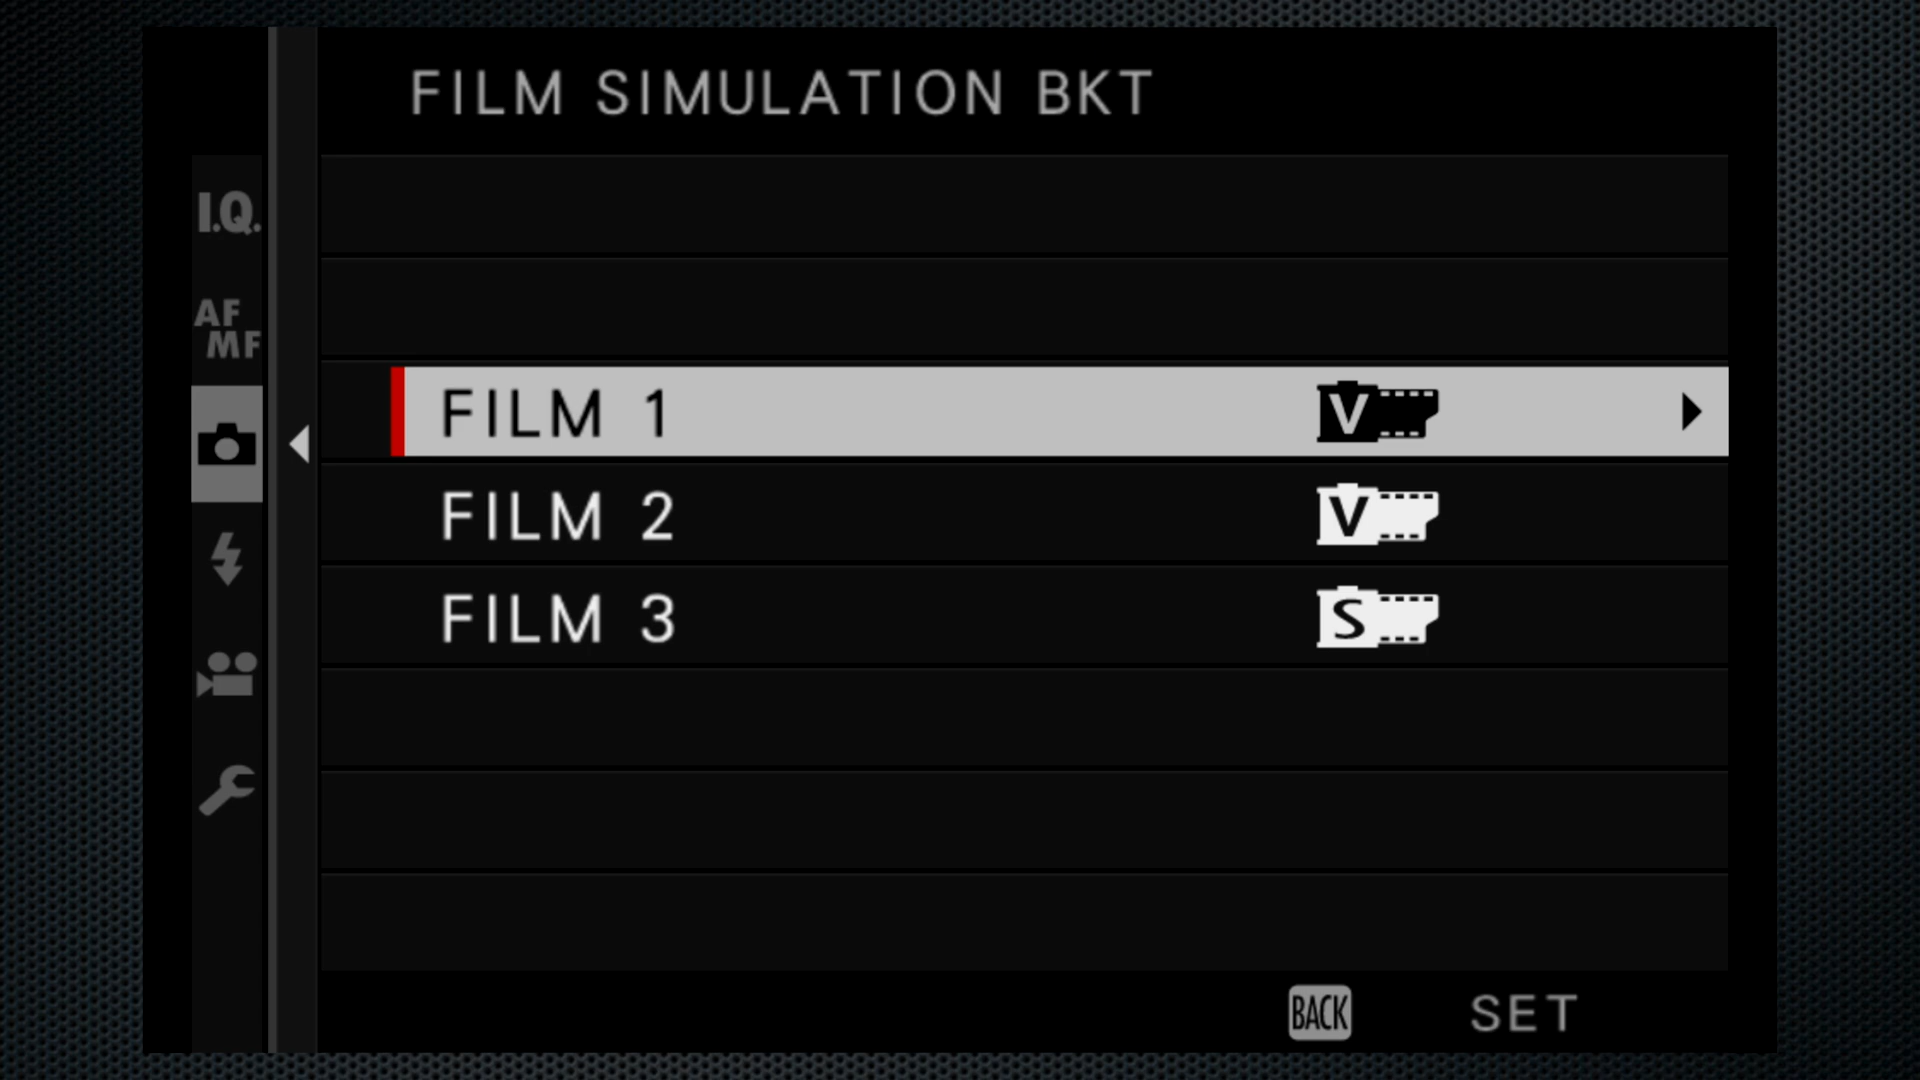 FILM SIMULATION BKT
I.Q.
AF
MF
FILM 1 V
FILM 2 V
FILM 3 S
BACK SET